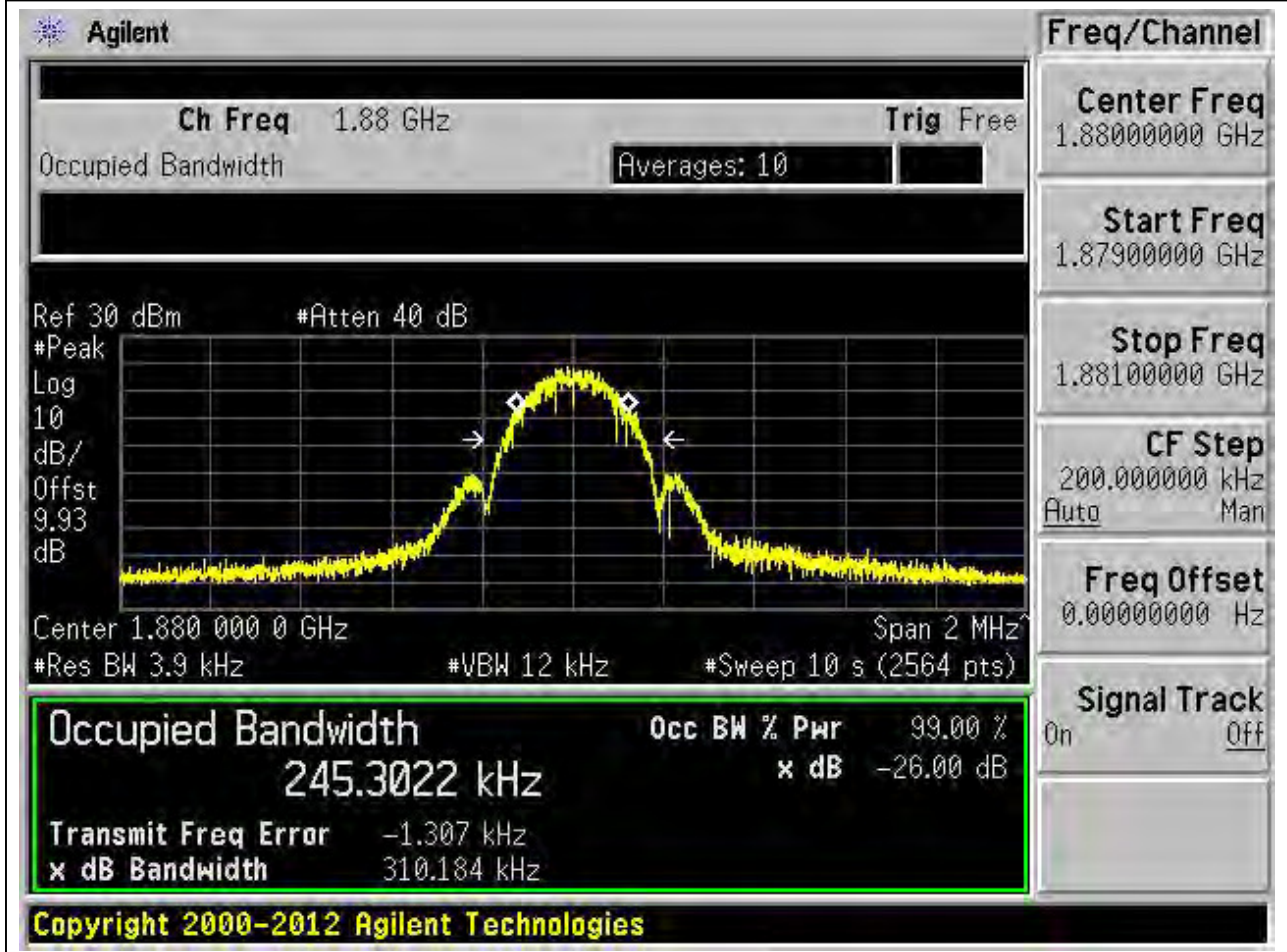 Agilent
Freq/Channel
Ch Freq 1.88 GHz Trig Free
Occupied Bandwidth Averages: 10
Center Freq
1.88000000 GHz
Start Freq
1.87900000 GHz
Stop Freq
1.88100000 GHz
CF Step
200.000000 kHz
Auto Man
Freq Offset
0.00000000 Hz
Signal Track
On Off
Ref 30 dBm #Atten 40 dB
#Peak
Log
10
dB/
Offst
9.93
dB
Center 1.880 000 0 GHz Span 2 MHz^
#Res BW 3.9 kHz #VBW 12 kHz #Sweep 10 s (2564 pts)
Occupied Bandwidth
245.3022 kHz
Occ BW % Pwr 99.00 %
x dB -26.00 dB
Transmit Freq Error -1.307 kHz
x dB Bandwidth 310.184 kHz
Copyright 2000-2012 Agilent Technologies